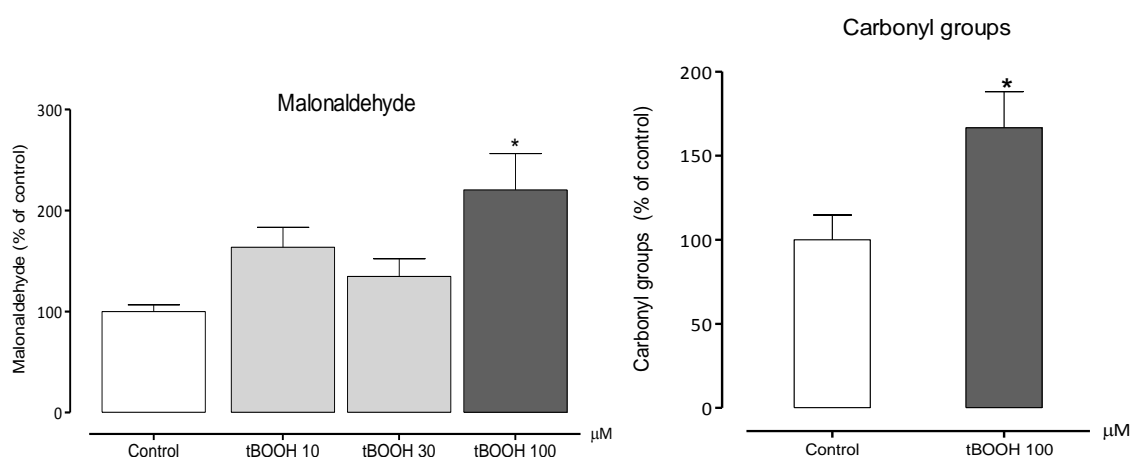 Malonaldehyde
Malonaldehyde (% of control)
300
200
100
0
*
Control
tBOOH 10
tBOOH 30
tBOOH 100
µM
Carbonyl groups
Carbonyl groups (% of control)
200
150
100
50
0
*
Control
tBOOH 100
µM